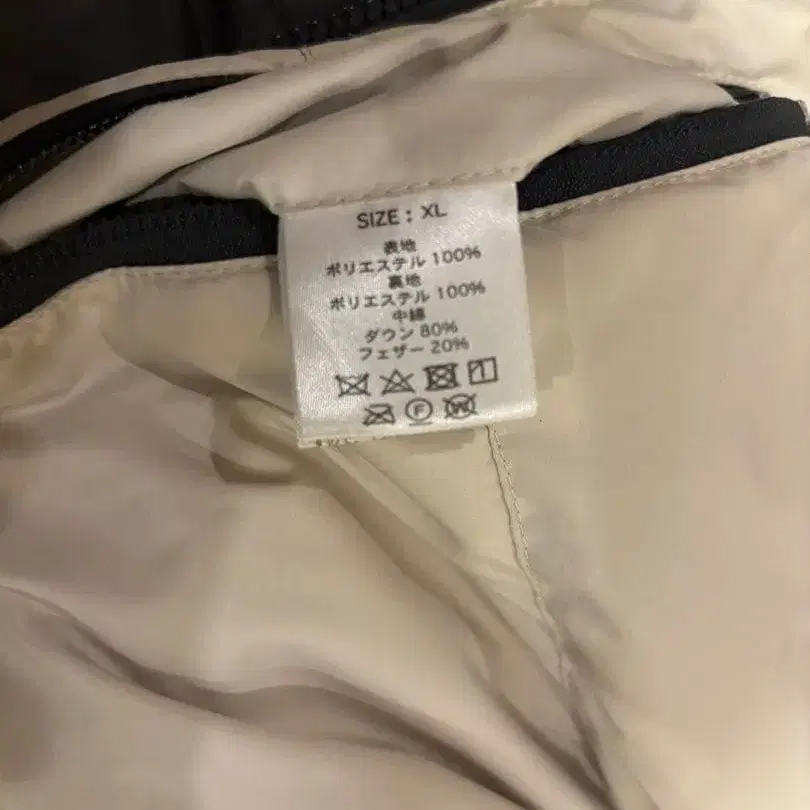 SIZE : XL
表地
ポリエステル 100%
裏地
ポリエステル 100%
中綿
ダウン 80%
フェザー 20%
F W